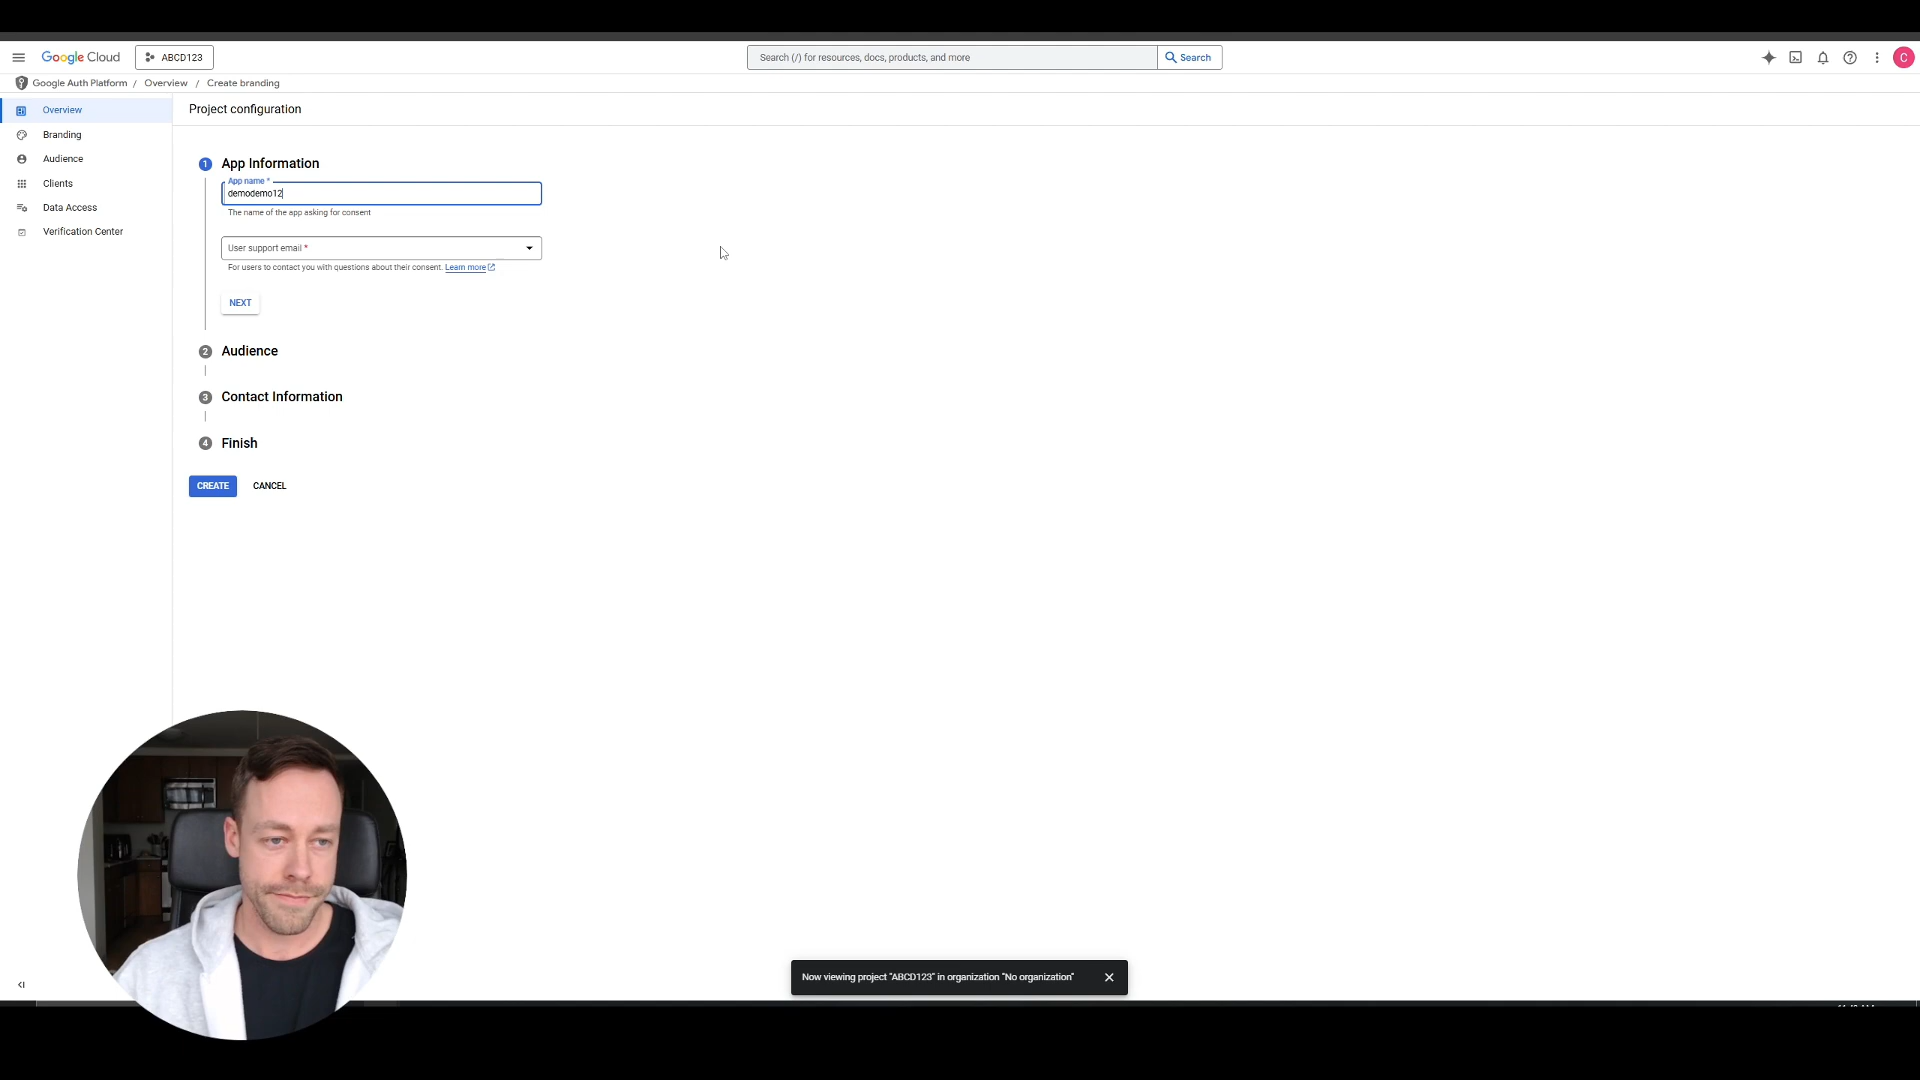 Google Cloud
ABCD123
Search (/) for resources, docs, products, and more
Search
C
Google Auth Platform / Overview / Create branding
Overview
Branding
Audience
Clients
Data Access
Verification Center
Project configuration
1 App Information
App name *
demodemo12
The name of the app asking for consent
User support email *
For users to contact you with questions about their consent. Learn more
NEXT
2 Audience
3 Contact Information
4 Finish
CREATE CANCEL
Now viewing project "ABCD123" in organization "No organization"